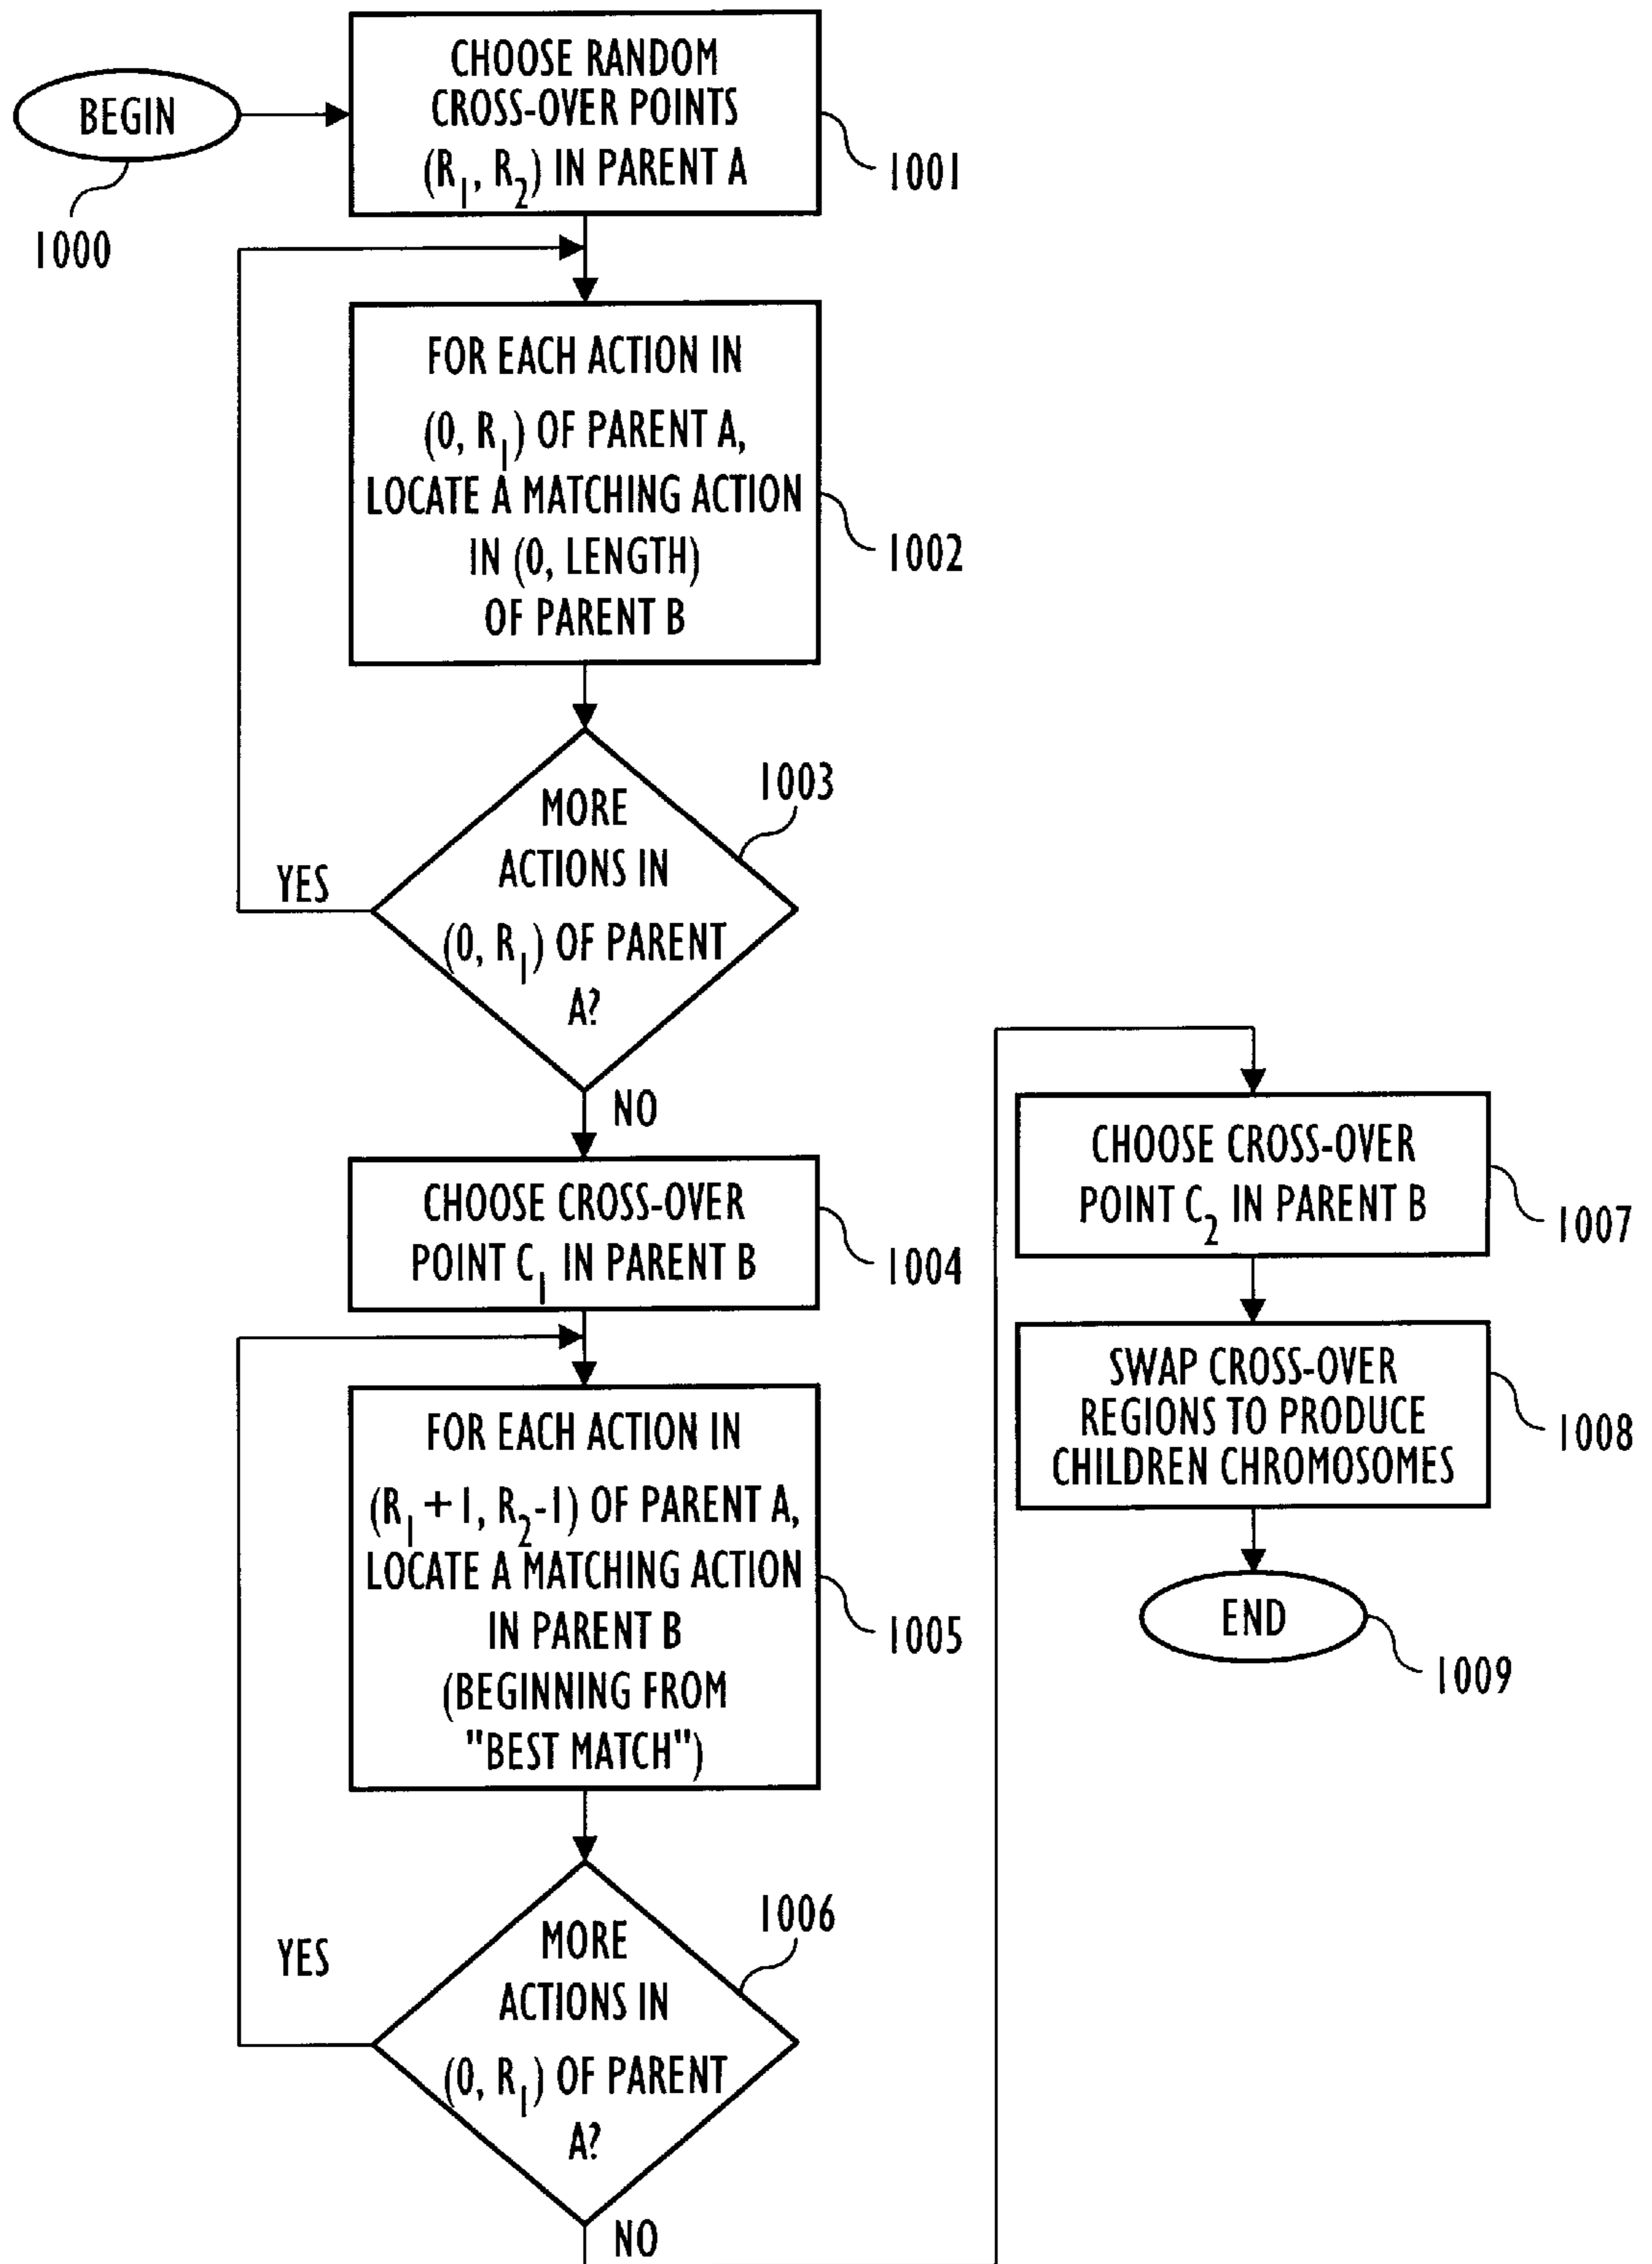 BEGIN
1000
CHOOSE RANDOM
CROSS-OVER POINTS
(R1, R2) IN PARENT A
1001
FOR EACH ACTION IN
(0, R1) OF PARENT A,
LOCATE A MATCHING ACTION
IN (0, LENGTH)
OF PARENT B
1002
MORE
ACTIONS IN
(0, R1) OF PARENT
A?
1003
YES
NO
CHOOSE CROSS-OVER
POINT C1 IN PARENT B
1004
FOR EACH ACTION IN
(R1 +1, R2-1) OF PARENT A,
LOCATE A MATCHING ACTION
IN PARENT B
(BEGINNING FROM
"BEST MATCH")
1005
MORE
ACTIONS IN
(0, R1) OF PARENT
A?
1006
YES
NO
CHOOSE CROSS-OVER
POINT C2 IN PARENT B
1007
SWAP CROSS-OVER
REGIONS TO PRODUCE
CHILDREN CHROMOSOMES
1008
END
1009